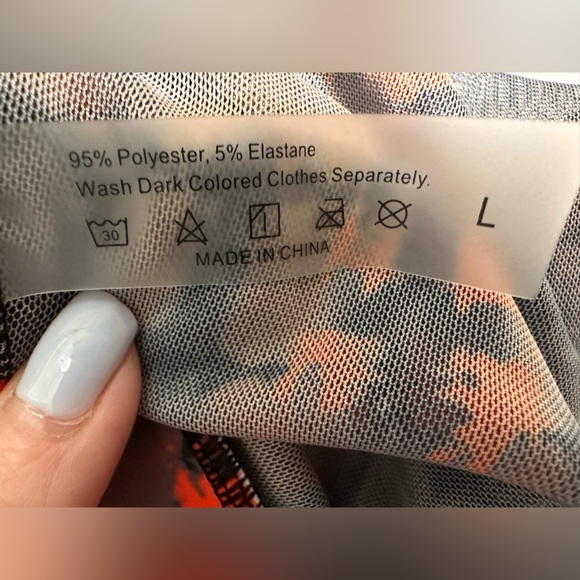 95% Polyester, 5% Elastane
Wash Dark Colored Clothes Separately.
30
L
MADE IN CHINA